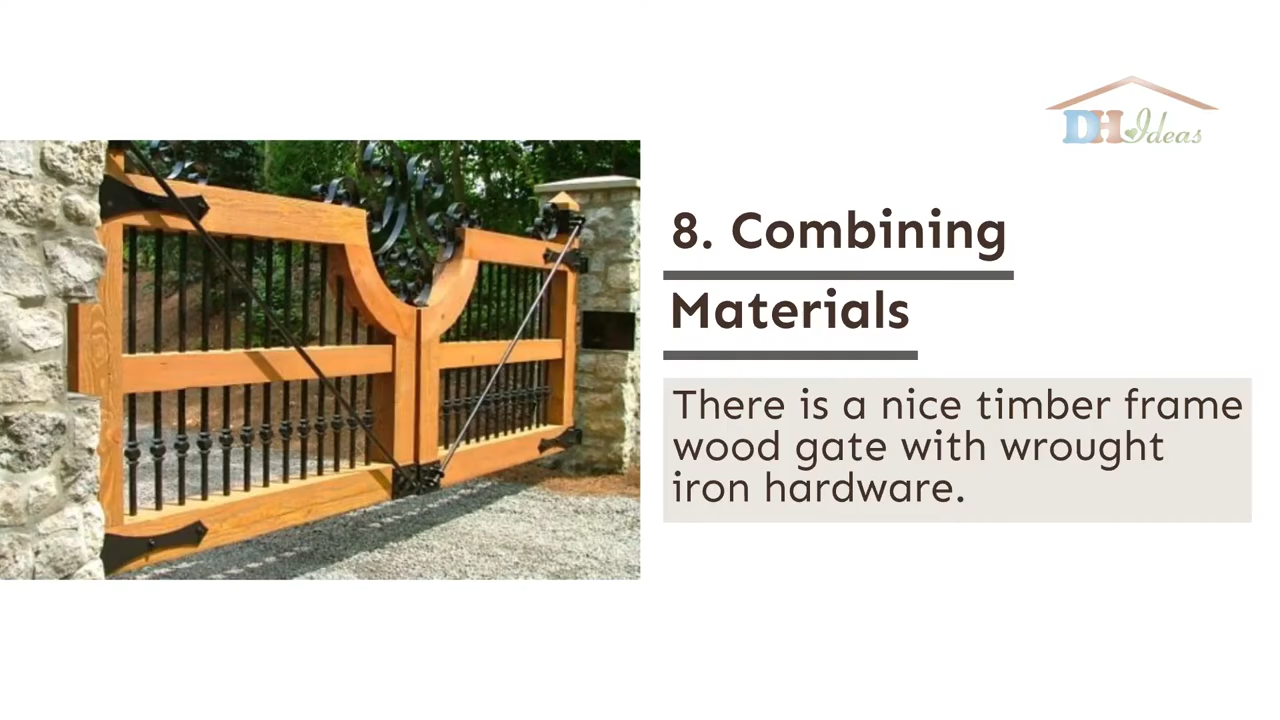 DH Ideas
8. Combining
Materials
There is a nice timber frame
wood gate with wrought
iron hardware.